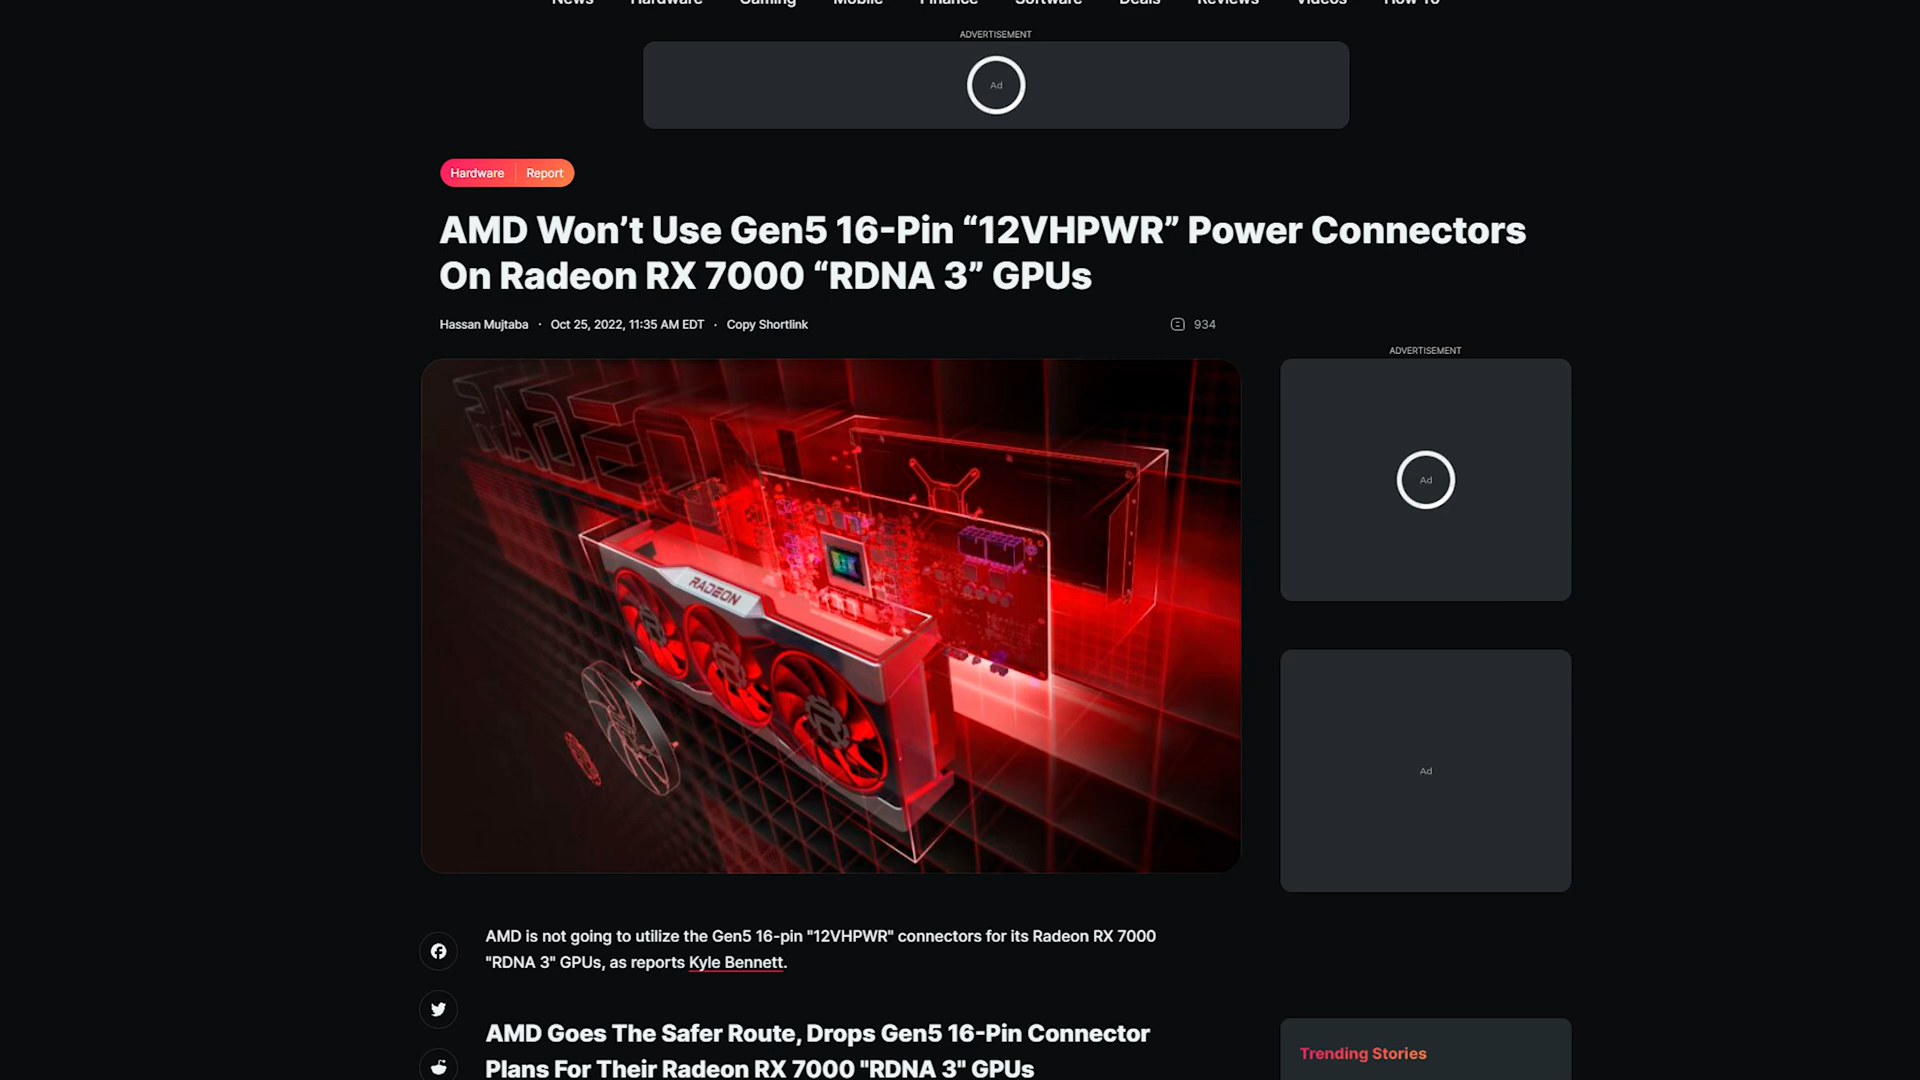 News Hardware Gaming Mobile Finance Software Deals Reviews Videos How To
ADVERTISEMENT
Ad
Hardware Report
AMD Won’t Use Gen5 16-Pin “12VHPWR” Power Connectors
On Radeon RX 7000 “RDNA 3” GPUs
Hassan Mujtaba · Oct 25, 2022, 11:35 AM EDT · Copy Shortlink
934
ADVERTISEMENT
RADEON
RADEON
Ad
Ad
AMD is not going to utilize the Gen5 16-pin "12VHPWR" connectors for its Radeon RX 7000
"RDNA 3" GPUs, as reports Kyle Bennett.
AMD Goes The Safer Route, Drops Gen5 16-Pin Connector
Plans For Their Radeon RX 7000 "RDNA 3" GPUs
Trending Stories